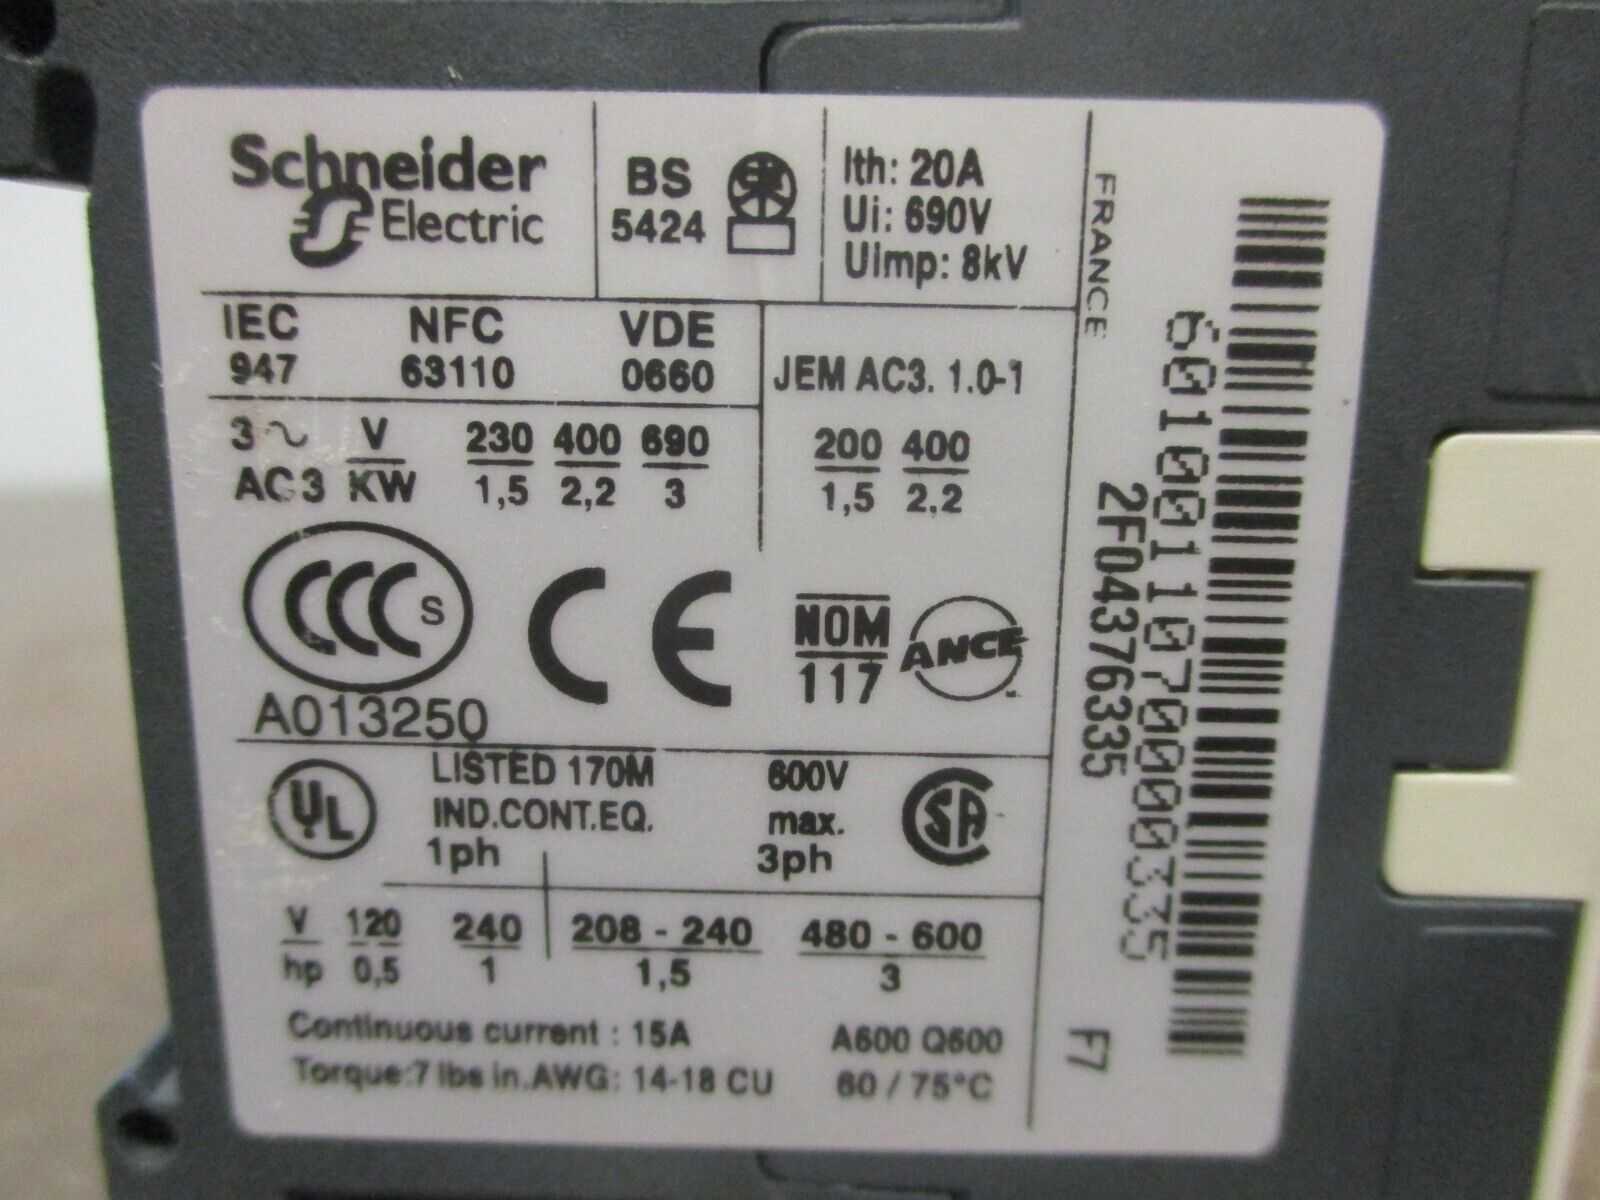 Schneider
Electric
BS
5424
Ith: 20A
Ui: 690V
Uimp: 8kV
IEC
947
NFC
63110
VDE
0660
JEM AC3. 1.0-1
3~ V 230 400 690
AC3 KW 1,5 2,2 3
200 400
1,5 2,2
CCC S
A013250
CE
NOM
117
ANCE
UL
LISTED 170M
IND.CONT.EQ.
600V
max.
SA
1ph
3ph
V 120 240 208 - 240 480 - 600
hp 0,5 1 1,5 3
Continuous current : 15A A600 Q600
Torque:7 lbs in.AWG: 14-18 CU 60 / 75°C
FRANCE
2F04376335
F7